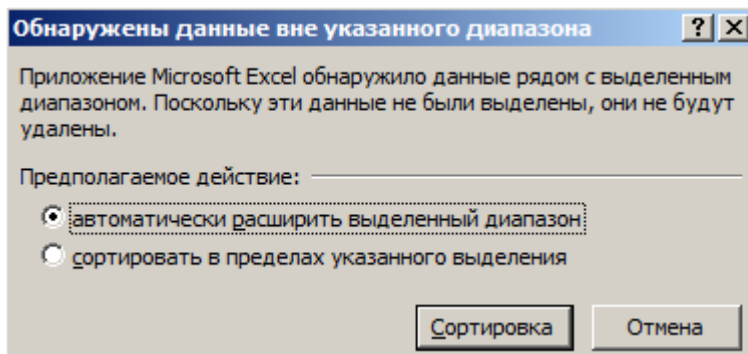 Обнаружены данные вне указанного диапазона
Приложение Microsoft Excel обнаружило данные рядом с выделенным
диапазоном. Поскольку эти данные не были выделены, они не будут
удалены.
Предполагаемое действие:
автоматически расширить выделенный диапазон
сортировать в пределах указанного выделения
Сортировка Отмена